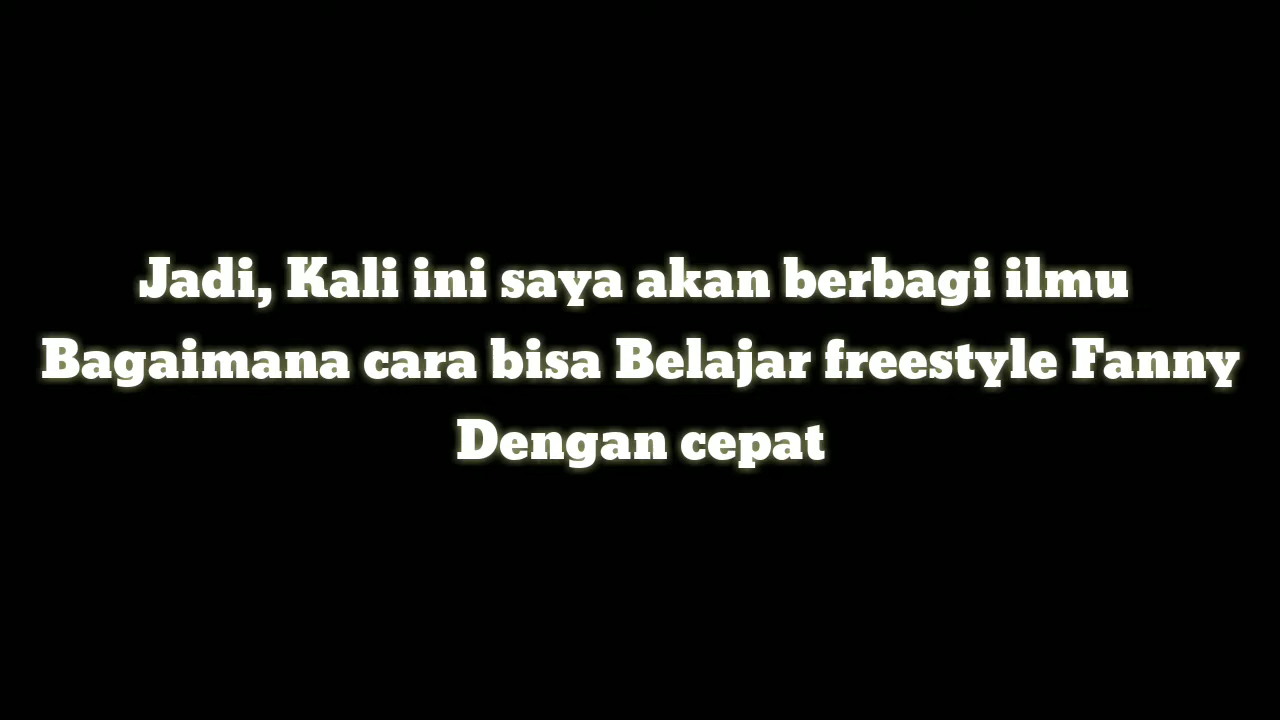 Jadi, Kali ini saya akan berbagi ilmu
Bagaimana cara bisa Belajar freestyle Fanny
Dengan cepat